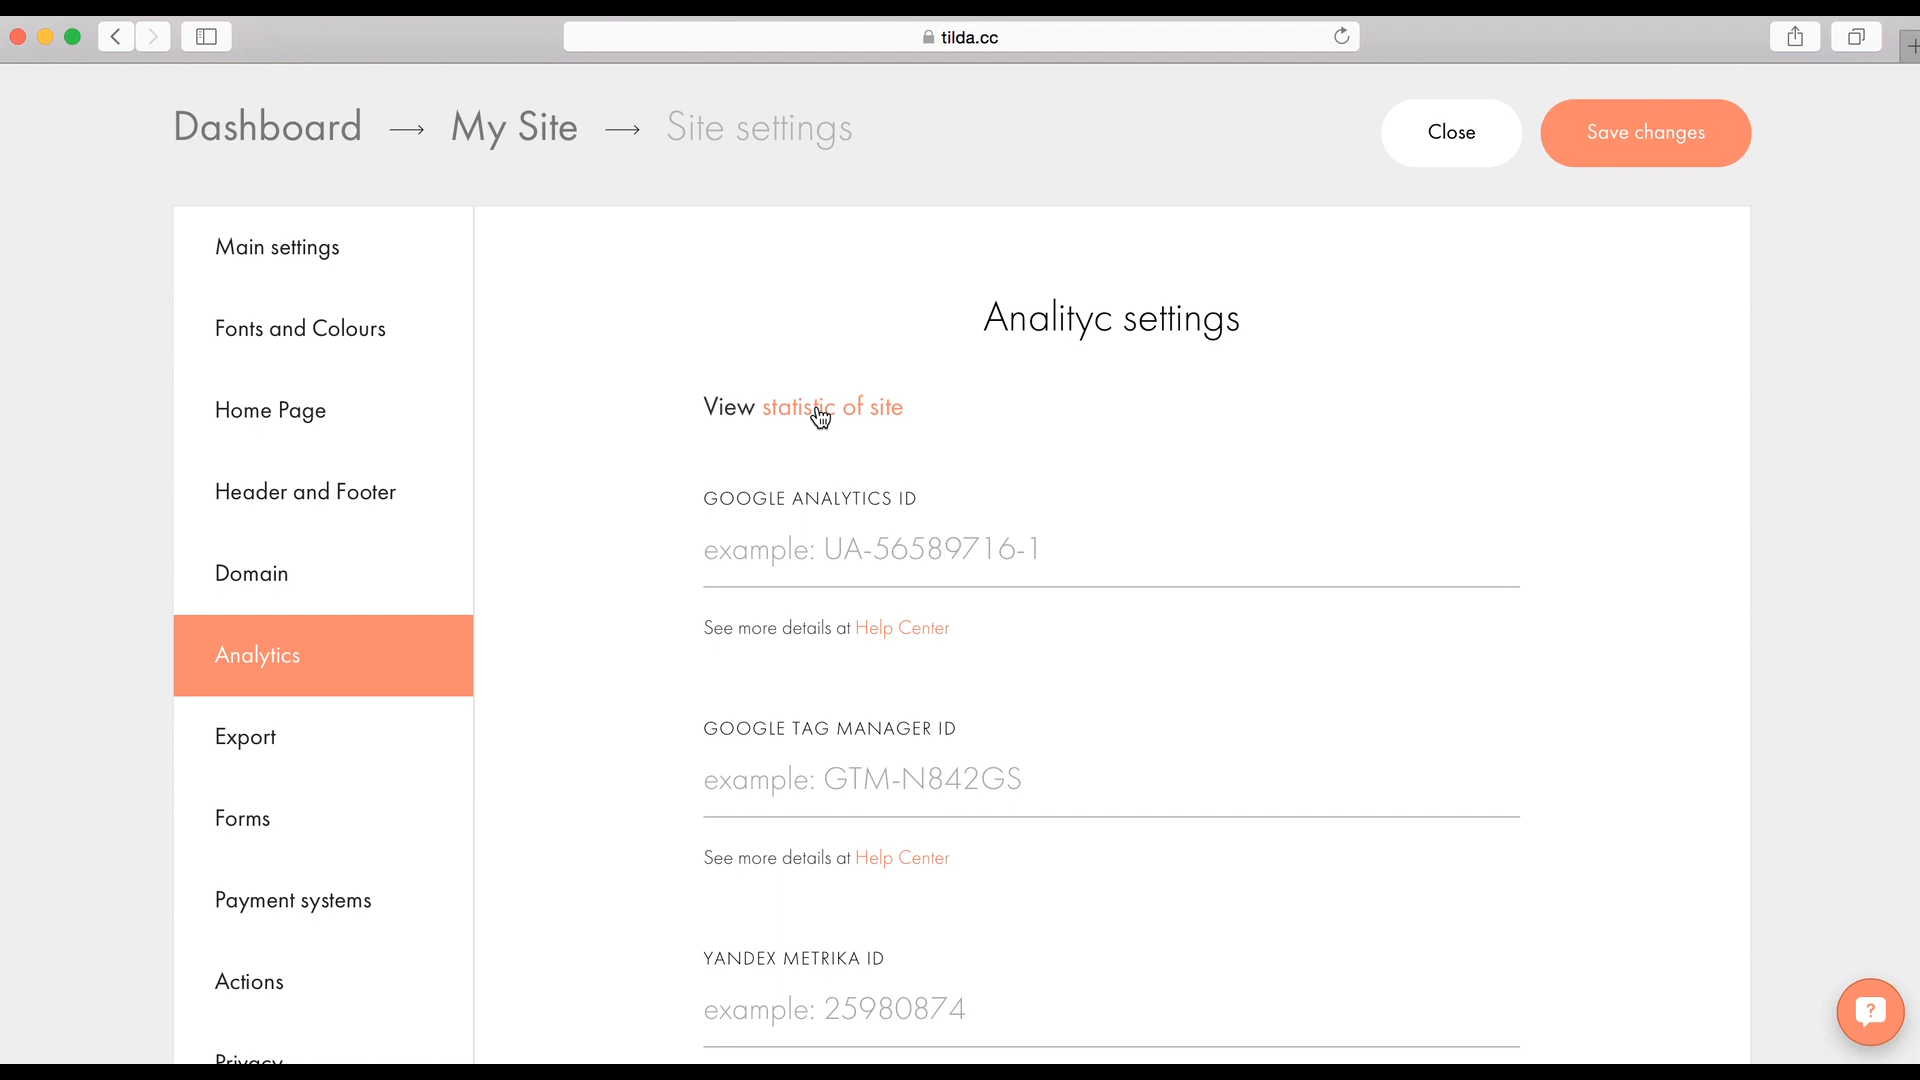 tilda.cc
Dashboard → My Site → Site settings
Close
Save changes
Main settings
Fonts and Colours
Home Page
Header and Footer
Domain
Analytics
Export
Forms
Payment systems
Actions
Privacy
Analityc settings
View statistic of site
GOOGLE ANALYTICS ID
example: UA-56589716-1
See more details at Help Center
GOOGLE TAG MANAGER ID
example: GTM-N842GS
See more details at Help Center
YANDEX METRIKA ID
example: 25980874